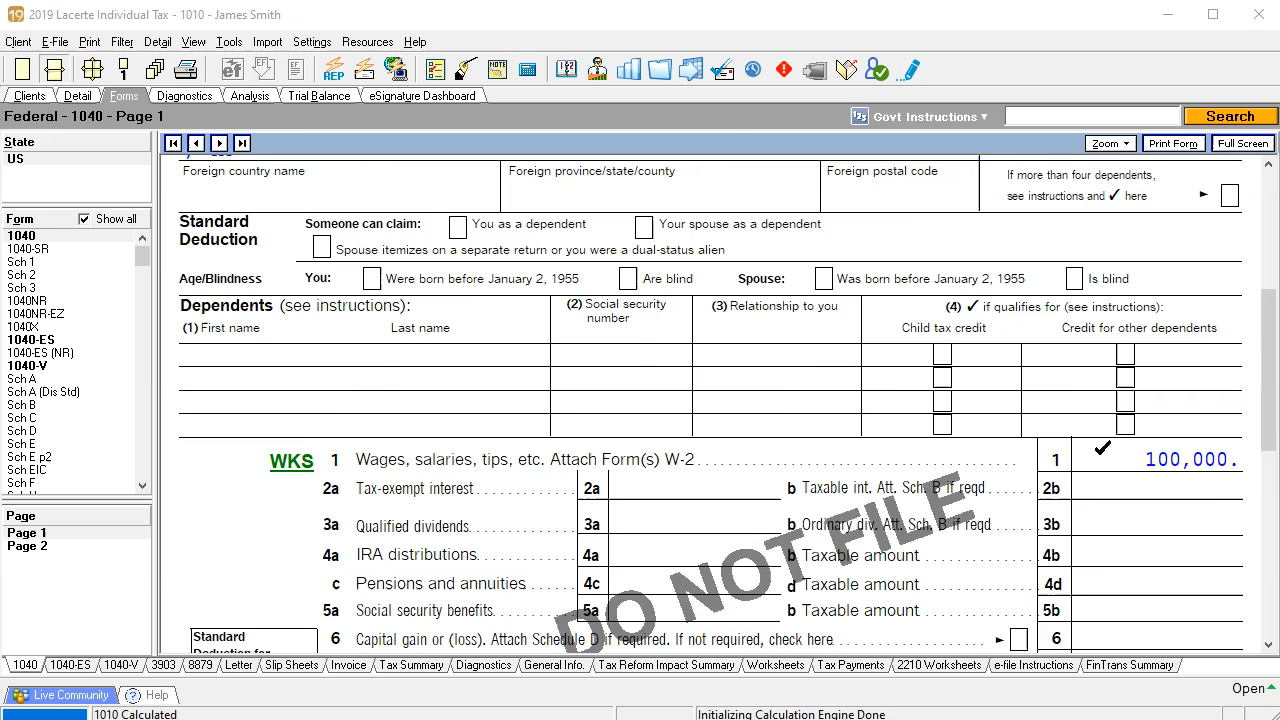 19 2019 Lacerte Individual Tax - 1010 - James Smith
Client E-File Print Filter Detail View Tools Import Settings Resources Help
1 ef EF EF REP NOTE
Clients Detail Forms Diagnostics Analysis Trial Balance eSignature Dashboard
Federal - 1040 - Page 1
123 Govt Instructions ▼ Search
State
US
Form Show all
1040
1040-SR
Sch 1
Sch 2
Sch 3
1040NR
1040NR-EZ
1040X
1040-ES
1040-ES (NR)
1040-V
Sch A
Sch A (Dis Std)
Sch B
Sch C
Sch D
Sch E
Sch E p2
Sch EIC
Sch F
Page
Page 1
Page 2
Zoom ▼ Print Form Full Screen
Foreign country name Foreign province/state/county Foreign postal code If more than four dependents,
see instructions and ✓ here ►
Standard Deduction
Someone can claim: You as a dependent Your spouse as a dependent
Spouse itemizes on a separate return or you were a dual-status alien
Age/Blindness You: Were born before January 2, 1955 Are blind Spouse: Was born before January 2, 1955 Is blind
Dependents (see instructions): (2) Social security number (3) Relationship to you (4) ✓ if qualifies for (see instructions):
(1) First name Last name Child tax credit Credit for other dependents
WKS 1 Wages, salaries, tips, etc. Attach Form(s) W-2 1 100,000.
2a Tax-exempt interest 2a b Taxable int. Att. Sch. B if reqd 2b
3a Qualified dividends 3a b Ordinary div. Att. Sch. B if reqd 3b
4a IRA distributions 4a b Taxable amount 4b
c Pensions and annuities 4c d Taxable amount 4d
5a Social security benefits 5a b Taxable amount 5b
6 Capital gain or (loss). Attach Schedule D if required. If not required, check here ► 6
Standard
DO NOT FILE
1040 1040-ES 1040-V 3903 8879 Letter Slip Sheets Invoice Tax Summary Diagnostics General Info. Tax Reform Impact Summary Worksheets Tax Payments 2210 Worksheets e-file Instructions FinTrans Summary
Live Community Help Open
1010 Calculated Initializing Calculation Engine Done